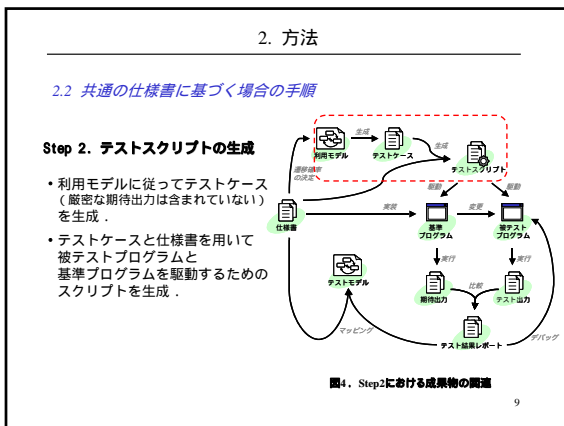 2. 方法
2.2 共通の仕様書に基づく場合の手順
Step 2. テストスクリプトの生成
• 利用モデルに従ってテストケース
（厳密な期待出力は含まれていない）
を生成．
• テストケースと仕様書を用いて
被テストプログラムと
基準プログラムを駆動するための
スクリプトを生成．
利用モデル
生成
テストケース
生成
テストスクリプト
遷移確率
の決定
駆動
駆動
仕様書
実装
基準
プログラム
変更
被テスト
プログラム
実行
実行
テストモデル
期待出力
比較
テスト出力
マッピング
テスト結果レポート
デバッグ
図4．Step2における成果物の関連
9